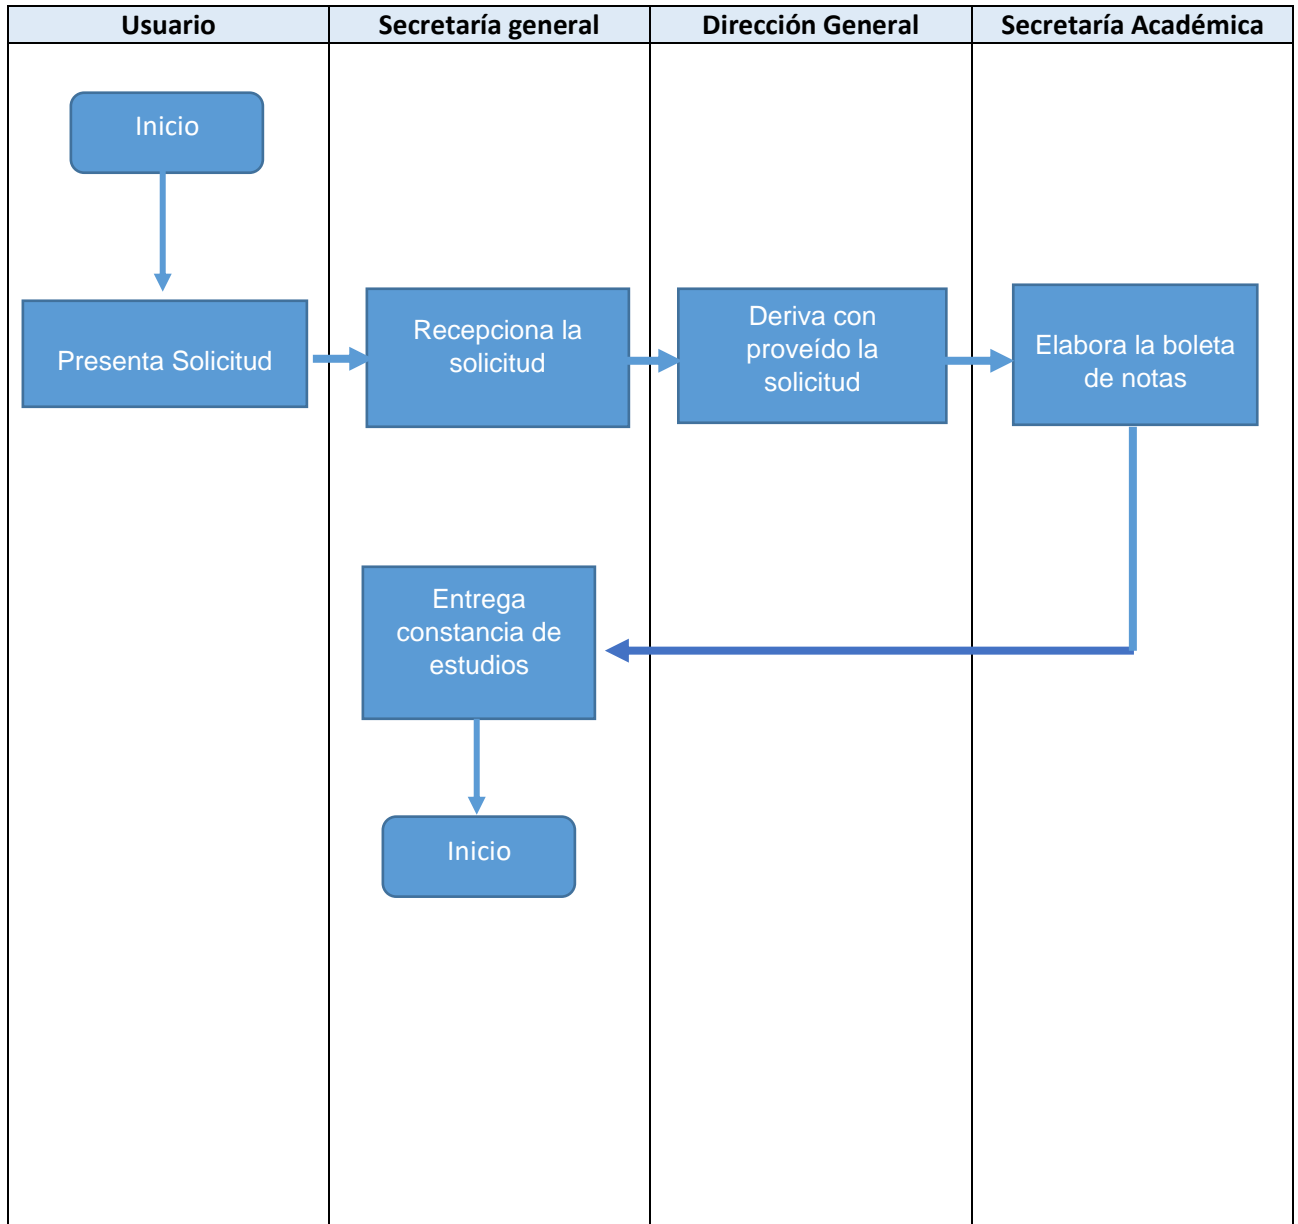 Usuario
Secretaría general
Dirección General
Secretaría Académica
Inicio
Presenta Solicitud
Recepciona la
solicitud
Deriva con
proveído la
solicitud
Elabora la boleta
de notas
Entrega
constancia de
estudios
Inicio